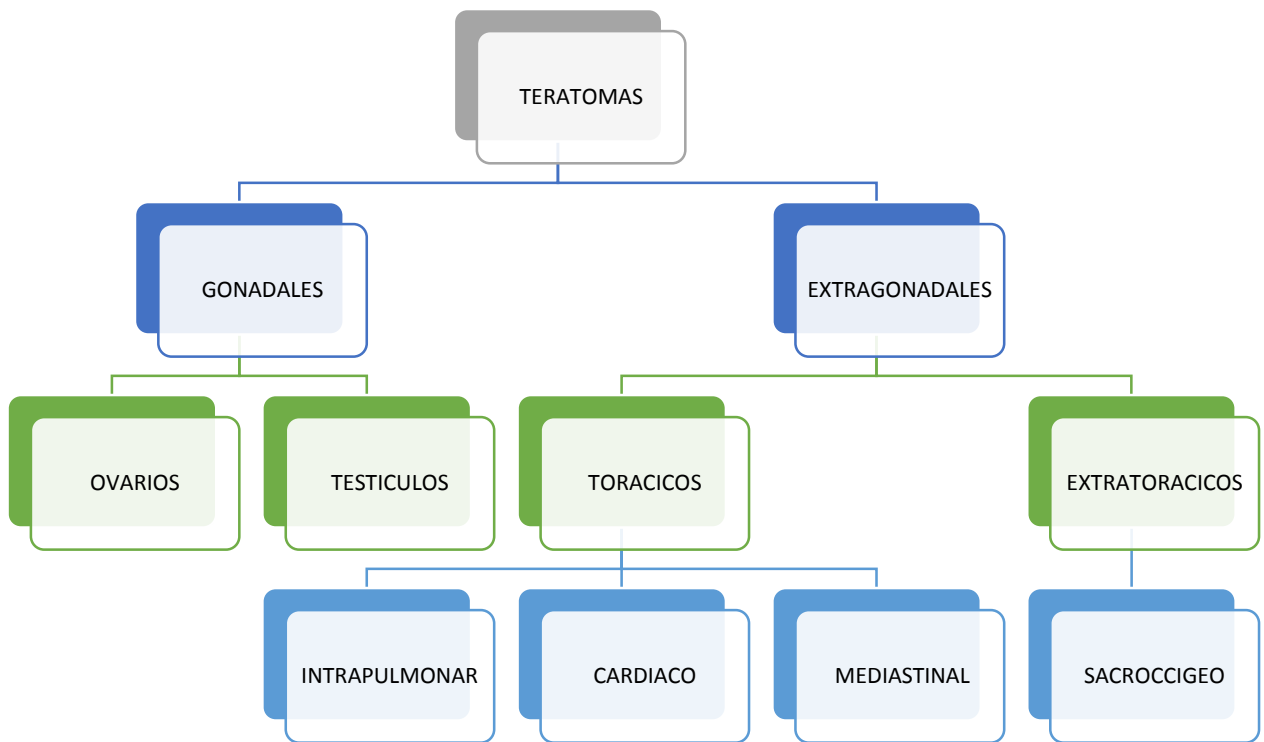 TERATOMAS
GONADALES
EXTRAGONADALES
OVARIOS
TESTICULOS
TORACICOS
EXTRATORACICOS
INTRAPULMONAR
CARDIACO
MEDIASTINAL
SACROCCIGEO